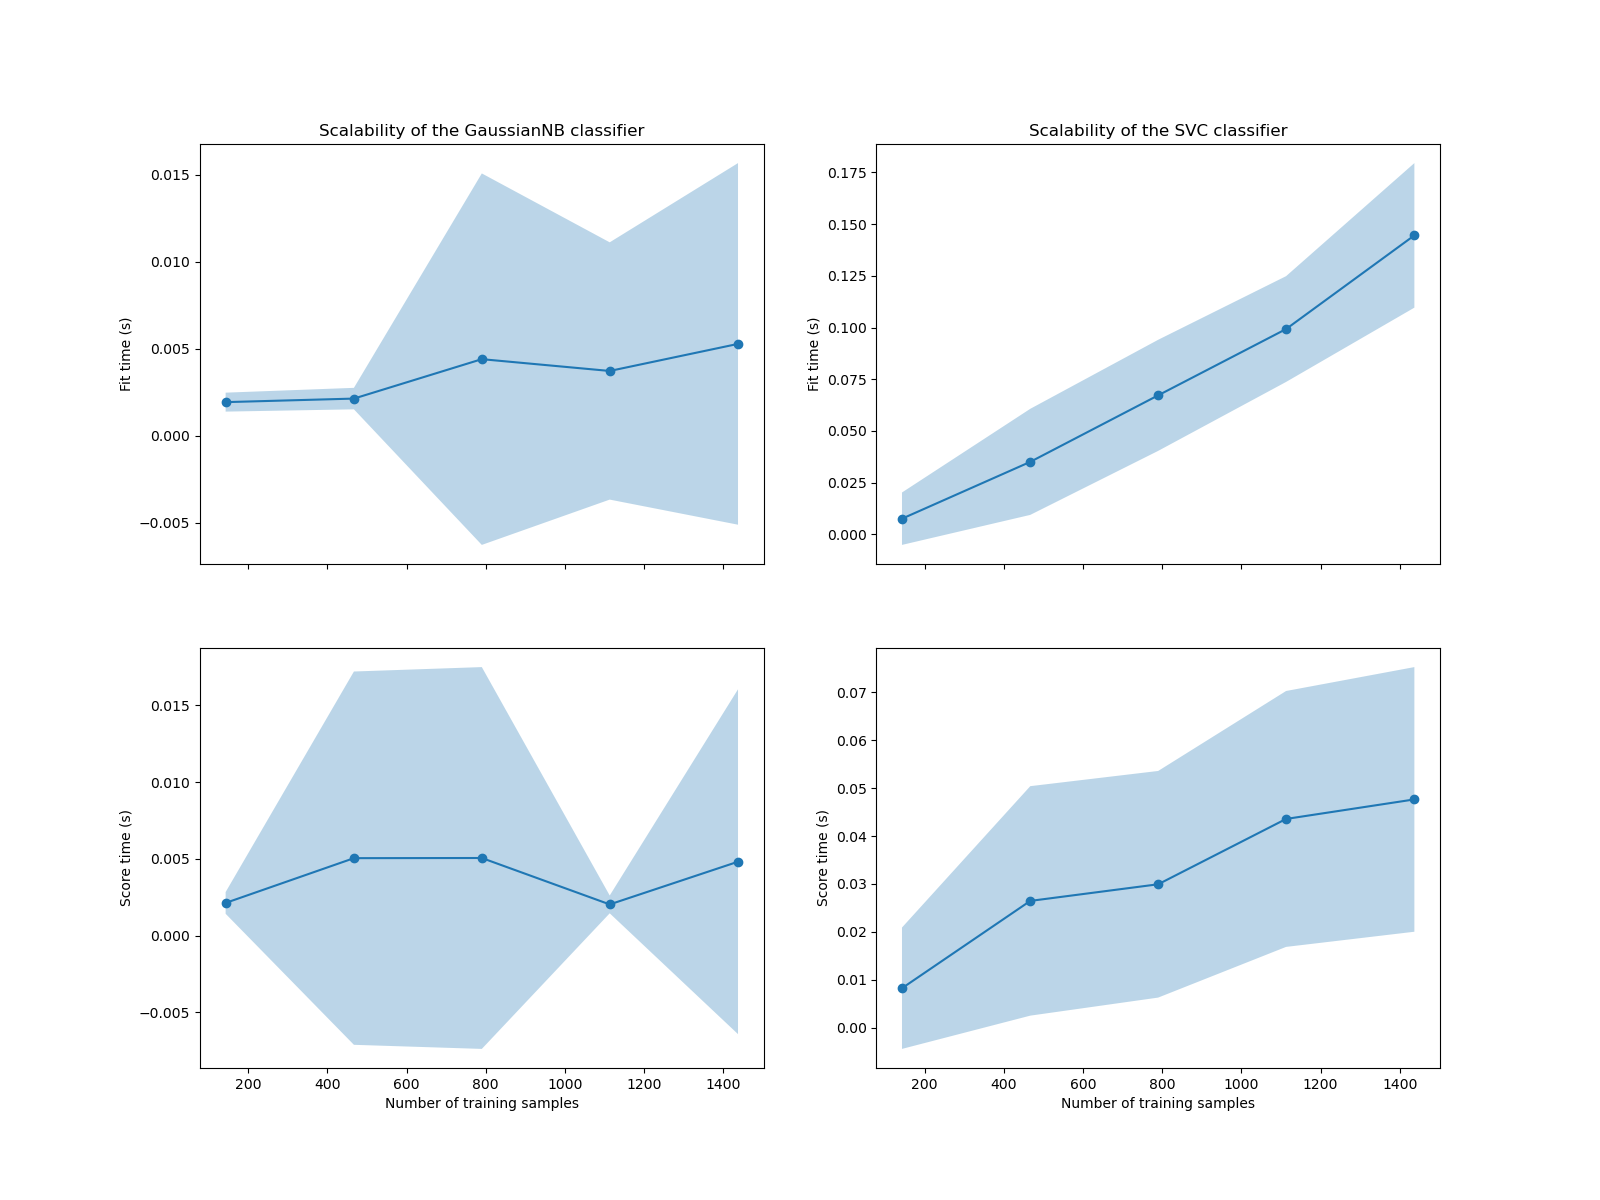 Scalability of the GaussianNB classifier
0.015
0.010
0.005
0.000
−0.005
Fit time (s)
Scalability of the SVC classifier
0.175
0.150
0.125
0.100
0.075
0.050
0.025
0.000
Fit time (s)
0.015
0.010
0.005
0.000
−0.005
Score time (s)
200 400 600 800 1000 1200 1400
Number of training samples
0.07
0.06
0.05
0.04
0.03
0.02
0.01
0.00
Score time (s)
200 400 600 800 1000 1200 1400
Number of training samples